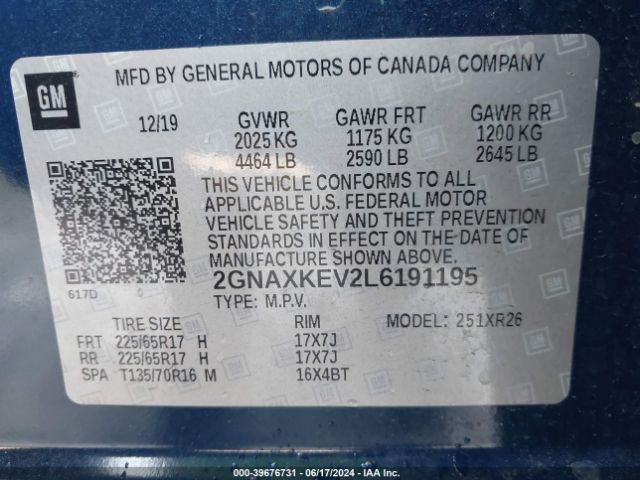 MFD BY GENERAL MOTORS OF CANADA COMPANY
GM
12/19 GVWR GAWR FRT GAWR RR
2025 KG 1175 KG 1200 KG
4464 LB 2590 LB 2645 LB
THIS VEHICLE CONFORMS TO ALL
APPLICABLE U.S. FEDERAL MOTOR
VEHICLE SAFETY AND THEFT PREVENTION
STANDARDS IN EFFECT ON THE DATE OF
MANUFACTURE SHOWN ABOVE.
617D 0
2GNAXKEV2L6191195
TYPE: M.P.V.
TIRE SIZE RIM MODEL: 251XR26
FRT 225/65R17 H 17X7J
RR 225/65R17 H 17X7J
SPA T135/70R16 M 16X4BT
000-39676731 - 06/17/2024 - IAA Inc.